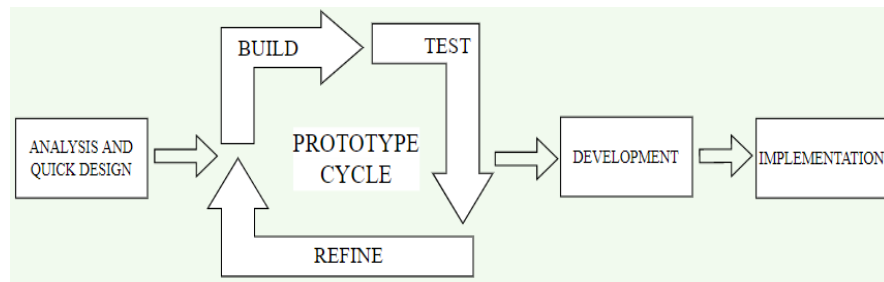 BUILD
TEST
ANALYSIS AND
QUICK DESIGN
PROTOTYPE
CYCLE
DEVELOPMENT
IMPLEMENTATION
REFINE